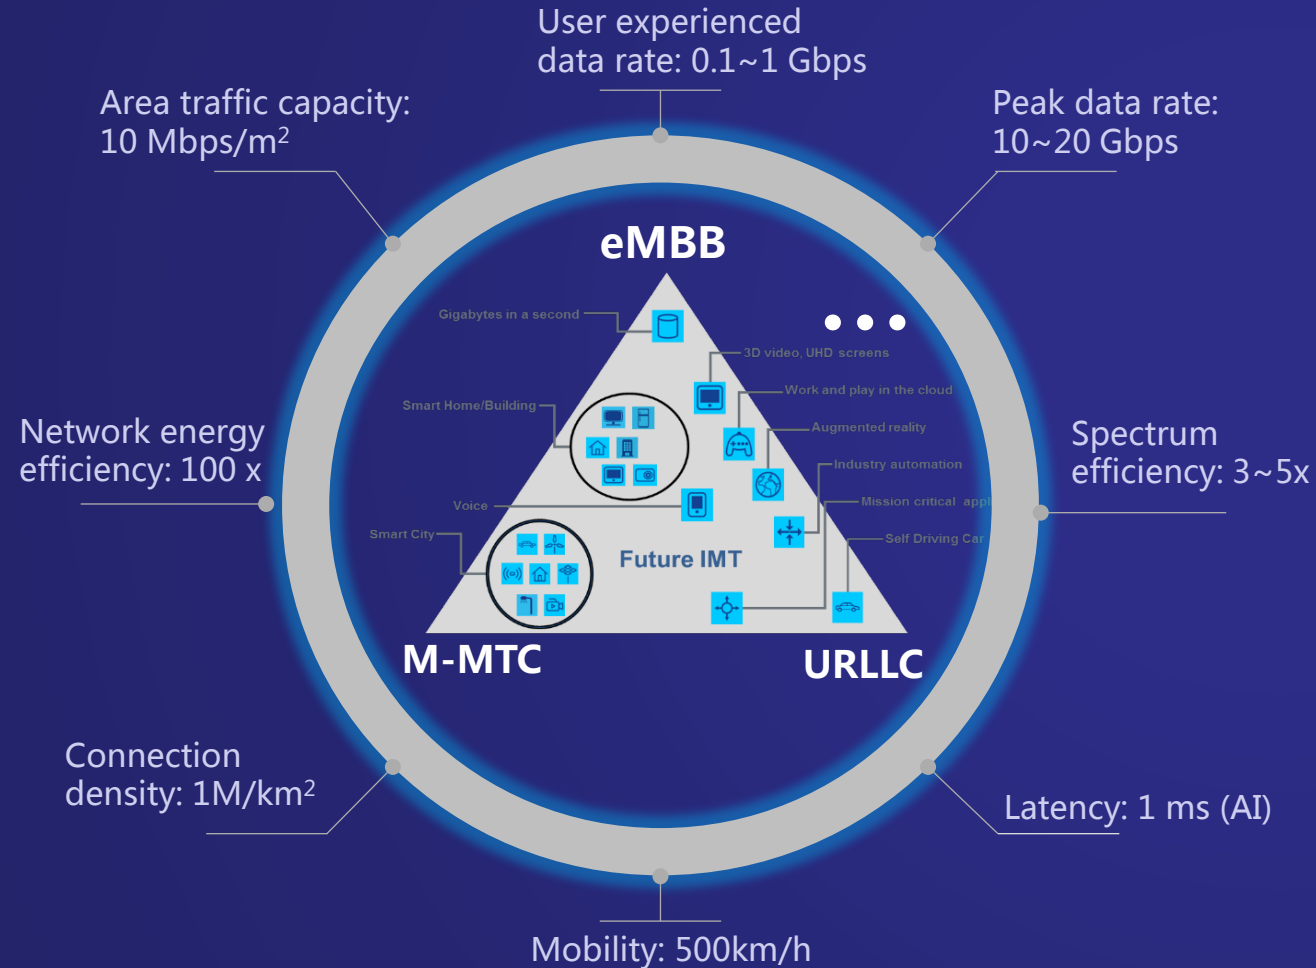 User experienced
data rate: 0.1~1 Gbps
Area traffic capacity:
10 Mbps/m²
Peak data rate:
10~20 Gbps
eMBB
Gigabytes in a second
3D video, UHD screens
Work and play in the cloud
Smart Home/Building
Augmented reality
Network energy
efficiency: 100 x
Spectrum
efficiency: 3~5x
Industry automation
Voice
Mission critical appl
Smart City
Self Driving Car
Future IMT
M-MTC
URLLC
Connection
density: 1M/km²
Latency: 1 ms (AI)
Mobility: 500km/h